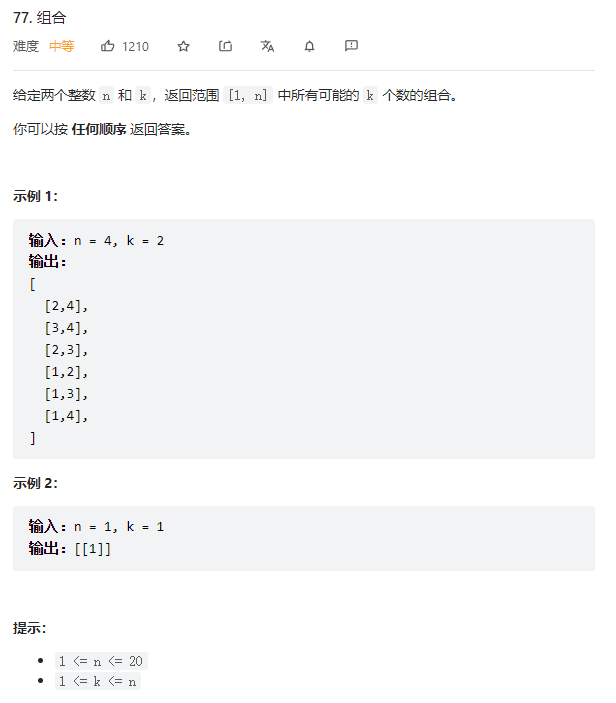 77. 组合
难度 中等 1210
给定两个整数 n 和 k，返回范围 [1, n] 中所有可能的 k 个数的组合。
你可以按 任何顺序 返回答案。
示例 1：
输入：n = 4, k = 2
输出：
[
[2,4],
[3,4],
[2,3],
[1,2],
[1,3],
[1,4],
]
示例 2：
输入：n = 1, k = 1
输出：[[1]]
提示：
1 <= n <= 20
1 <= k <= n